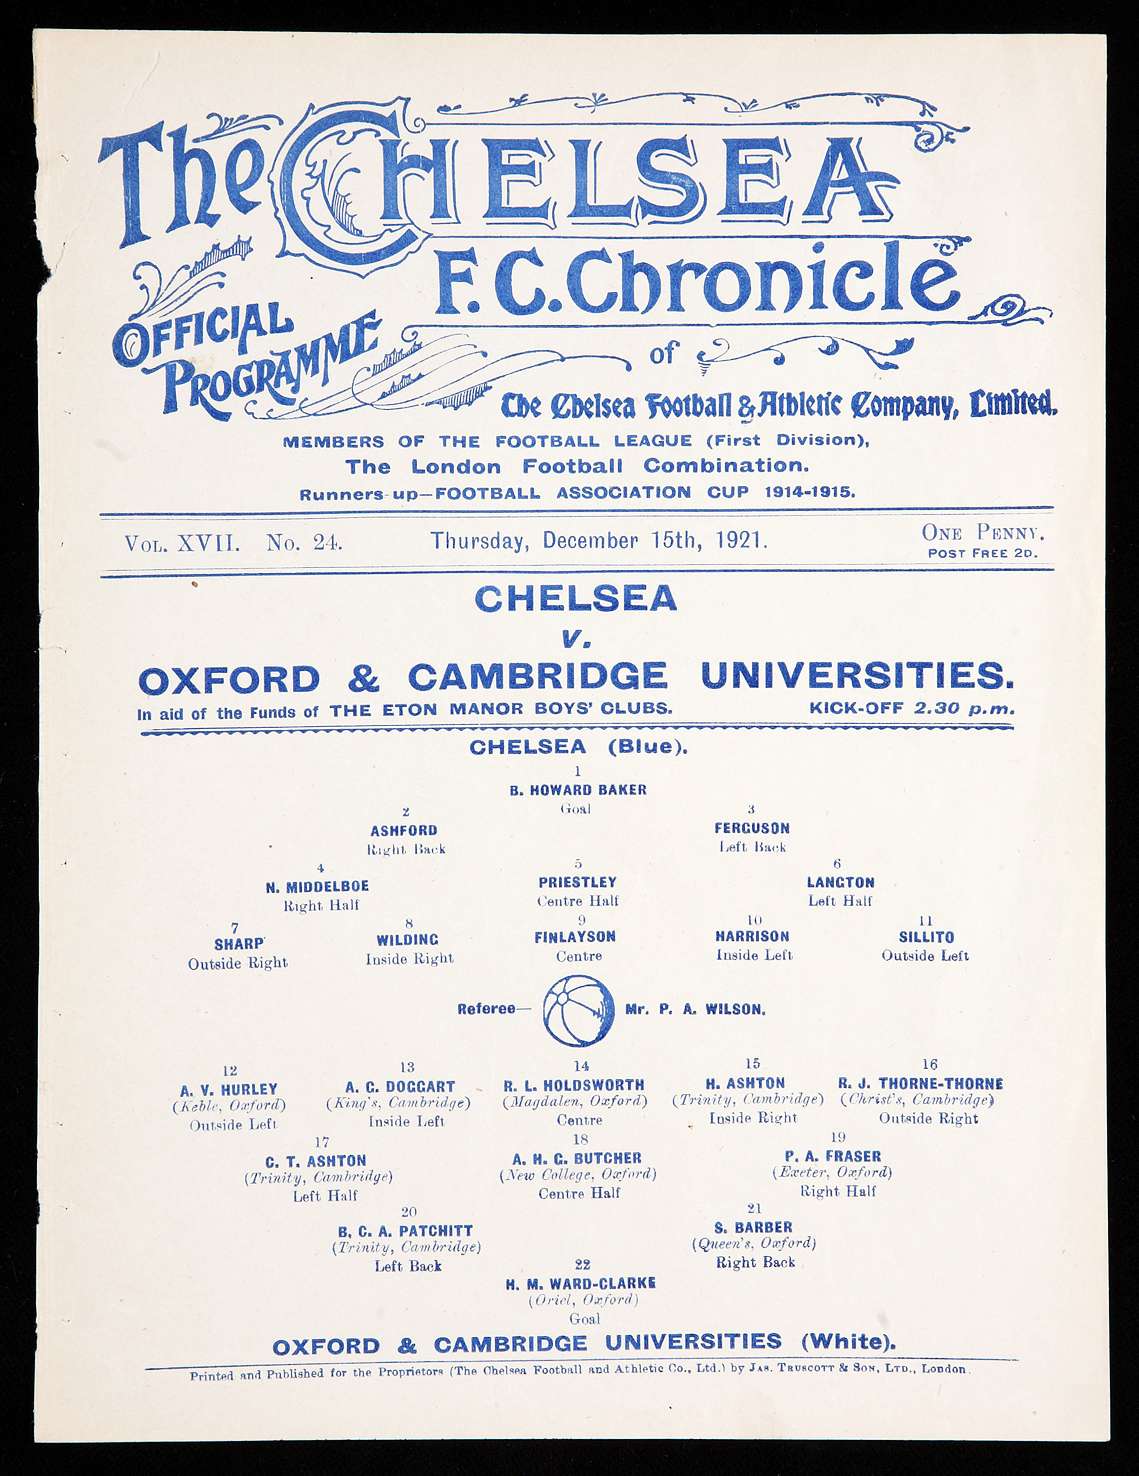 The CHELSEA
F.C. Chronicle
OFFICIAL
PROGRAMME
of
The Chelsea Football & Athletic Company, Limited.
MEMBERS OF THE FOOTBALL LEAGUE (First Division),
The London Football Combination.
Runners-up—FOOTBALL ASSOCIATION CUP 1914-1915.
VOL. XVII. No. 24. Thursday, December 15th, 1921. ONE PENNY.
POST FREE 2D.
CHELSEA
v.
OXFORD & CAMBRIDGE UNIVERSITIES.
In aid of the Funds of THE ETON MANOR BOYS' CLUBS. KICK-OFF 2.30 p.m.
CHELSEA (Blue).
1
B. HOWARD BAKER
Goal
2 3
ASHFORD FERGUSON
Right Back Left Back
4 5 6
N. MIDDELBOE PRIESTLEY LANGTON
Right Half Centre Half Left Half
7 8 9 10 11
SHARP WILDING FINLAYSON HARRISON SILLITO
Outside Right Inside Right Centre Inside Left Outside Left
Referee— Mr. P. A. WILSON.
12 13 14 15 16
A. V. HURLEY A. G. DOGGART R. L. HOLDSWORTH H. ASHTON R. J. THORNE-THORNE
(Keble, Oxford) (King's, Cambridge) (Magdalen, Oxford) (Trinity, Cambridge) (Christ's, Cambridge)
Outside Left Inside Left Centre Inside Right Outside Right
17 18 19
C. T. ASHTON A. H. G. BUTCHER P. A. FRASER
(Trinity, Cambridge) (New College, Oxford) (Exeter, Oxford)
Left Half Centre Half Right Half
20 21
B, C. A. PATCHITT S. BARBER
(Trinity, Cambridge) (Queen's, Oxford)
Left Back Right Back
22
H. M. WARD-CLARKE
(Oriel, Oxford)
Goal
OXFORD & CAMBRIDGE UNIVERSITIES (White).
Printed and Published for the Proprietors (The Chelsea Football and Athletic Co., Ltd.) by JAS. TRUSCOTT & SON, LTD., London.